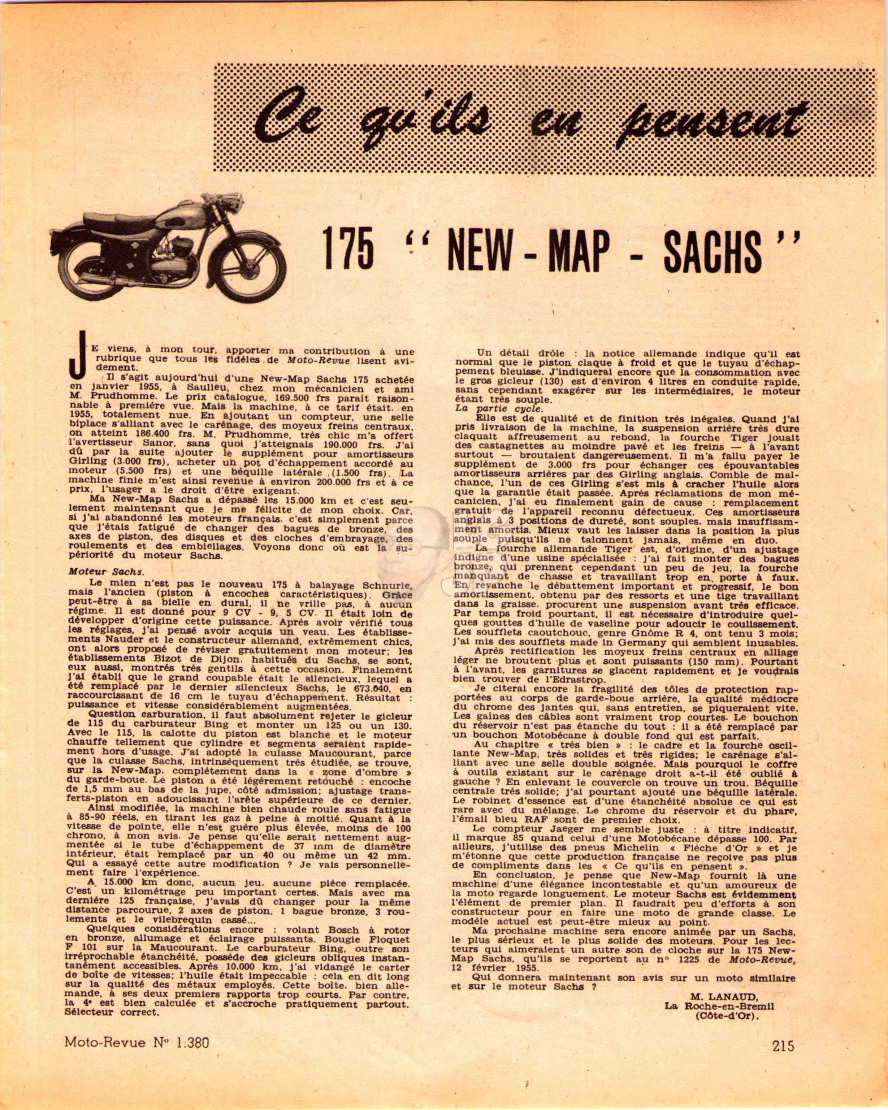 Ce qu'ils en pensent
175 “ NEW - MAP - SACHS ”
JE viens, à mon tour, apporter ma contribution à une
rubrique que tous les fidèles de Moto-Revue lisent avi-
dement.
Il s'agit aujourd'hui d'une New-Map Sachs 175 achetée
en janvier 1955, à Saulieu, chez mon mécanicien et ami
M. Prudhomme. Le prix catalogue, 169.500 frs paraît raison-
nable à première vue. Mais la machine, à ce tarif était, en
1955, totalement nue. En ajoutant un compteur, une selle
biplace s'alliant avec le carénage, des moyeux freins centraux,
on atteint 186.400 frs. M. Prudhomme, très chic m'a offert
l'avertisseur Sanor, sans quoi j'atteignais 190.000 frs. J'ai
dû par la suite ajouter le supplément pour amortisseurs
Girling (3.000 frs), acheter un pot d'échappement accordé au
moteur (5.500 frs) et une béquille latérale (1.500 frs). La
machine finie m'est ainsi revenue à environ 200.000 frs et à ce
prix, l'usager a le droit d'être exigeant.
Ma New-Map Sachs a dépassé les 15.000 km et c'est seu-
lement maintenant que je me félicite de mon choix. Car,
si j'ai abandonné les moteurs français, c'est simplement parce
que j'étais fatigué de changer des bagues de bronze, des
axes de piston, des disques et des cloches d'embrayage, des
roulements et des embiellages. Voyons donc où est la su-
périorité du moteur Sachs.
Moteur Sachs.
Le mien n'est pas le nouveau 175 à balayage Schnurle,
mais l'ancien (piston à encoches caractéristiques). Grâce
peut-être à sa bielle en dural, il ne vrille pas, à aucun
régime. Il est donné pour 9 CV - 9, 5 CV. Il était loin de
développer d'origine cette puissance. Après avoir vérifié tous
les réglages, j'ai pensé avoir acquis un veau. Les établisse-
ments Nauder et le constructeur allemand, extrêmement chics,
ont alors proposé de réviser gratuitement mon moteur; les
établissements Bizot de Dijon, habitués du Sachs, se sont,
eux aussi, montrés très gentils à cette occasion. Finalement
j'ai établi que le grand coupable était le silencieux, lequel a
été remplacé par le dernier silencieux Sachs, le 673.040, en
raccourcissant de 16 cm le tuyau d'échappement. Résultat :
puissance et vitesse considérablement augmentées.
Question carburation, il faut absolument rejeter le gicleur
de 115 du carburateur Bing et monter un 125 ou un 130.
Avec le 115, la calotte du piston est blanche et le moteur
chauffe tellement que cylindre et segments seraient rapide-
ment hors d'usage. J'ai adopté la culasse Maucourant, parce
que la culasse Sachs, intrinsèquement très étudiée, se trouve,
sur la New-Map, complètement dans la « zone d'ombre »
du garde-boue. Le piston a été légèrement retouché : encoche
de 1,5 mm au bas de la jupe, côté admission; ajustage trans-
ferts-piston en adoucissant l'arête supérieure de ce dernier.
Ainsi modifiée, la machine bien chaude roule sans fatigue
à 85-90 réels, en tirant les gaz à peine à moitié. Quant à la
vitesse de pointe, elle n'est guère plus élevée, moins de 100
chrono, à mon avis. Je pense qu'elle serait nettement aug-
mentée si le tube d'échappement de 37 mm de diamètre
intérieur, était remplacé par un 40 ou même un 42 mm.
Qui a essayé cette autre modification ? Je vais personnelle-
ment faire l'expérience.
A 15.000 km donc, aucun jeu, aucune pièce remplacée.
C'est un kilométrage peu important certes. Mais avec ma
dernière 125 française, j'avais dû changer pour la même
distance parcourue, 2 axes de piston, 1 bague bronze, 3 rou-
lements et le vilebrequin cassé...
Quelques considérations encore : volant Bosch à rotor
en bronze, allumage et éclairage puissants. Bougie Floquet
F 101 sur la Maucourant. Le carburateur Bing, outre son
irréprochable étanchéité, possède des gicleurs obliques instan-
tanément accessibles. Après 10.000 km, j'ai vidangé le carter
de boîte de vitesses; l'huile était impeccable : cela en dit long
sur la qualité des métaux employés. Cette boîte, bien alle-
mande, a ses deux premiers rapports trop courts. Par contre,
la 4e est bien calculée et s'accroche pratiquement partout.
Sélecteur correct.
Un détail drôle : la notice allemande indique qu'il est
normal que le piston claque à froid et que le tuyau d'échap-
pement bleuisse. J'indiquerai encore que la consommation avec
le gros gicleur (130) est d'environ 4 litres en conduite rapide,
sans cependant exagérer sur les intermédiaires, le moteur
étant très souple.
La partie cycle.
Elle est de qualité et de finition très inégales. Quand j'ai
pris livraison de la machine, la suspension arrière très dure
claquait affreusement au rebond, la fourche Tiger jouait
des castagnettes au moindre pavé et les freins — à l'avant
surtout — broutaient dangereusement. Il m'a fallu payer le
supplément de 3.000 frs pour échanger ces épouvantables
amortisseurs arrières par des Girling anglais. Comble de mal-
chance, l'un de ces Girling s'est mis à cracher l'huile alors
que la garantie était passée. Après réclamations de mon mé-
canicien, j'ai eu finalement gain de cause : remplacement
gratuit de l'appareil reconnu défectueux. Ces amortisseurs
anglais à 3 positions de dureté, sont souples, mais insuffisam-
ment amortis. Mieux vaut les laisser dans la position la plus
souple puisqu'ils ne talonnent jamais, même en duo.
La fourche allemande Tiger est, d'origine, d'un ajustage
indigne d'une usine spécialisée : j'ai fait monter des bagues
bronze, qui prennent cependant un peu de jeu, la fourche
manquant de chasse et travaillant trop en porte à faux.
En revanche le débattement important et progressif, le bon
amortissement, obtenu par des ressorts et une tige travaillant
dans la graisse, procurent une suspension avant très efficace.
Par temps froid pourtant, il est nécessaire d'introduire quel-
ques gouttes d'huile de vaseline pour adoucir le coulissement.
Les soufflets caoutchouc, genre Gnôme R 4, ont tenu 3 mois;
j'ai mis des soufflets made in Germany qui semblent inusables.
Après rectification les moyeux freins centraux en alliage
léger ne broutent plus et sont puissants (150 mm). Pourtant
à l'avant, les garnitures se glacent rapidement et je voudrais
bien trouver de l'Edrastrop.
Je citerai encore la fragilité des tôles de protection rap-
portées au corps de garde-boue arrière, la qualité médiocre
du chrome des jantes qui, sans entretien, se piqueraient vite.
Les gaines des câbles sont vraiment trop courtes. Le bouchon
du réservoir n'est pas étanche du tout : il a été remplacé par
un bouchon Motobécane à double fond qui est parfait.
Au chapitre « très bien » : le cadre et la fourche oscil-
lante New-Map, très solides et très rigides; le carénage s'al-
liant avec une selle double soignée. Mais pourquoi le coffre
à outils existant sur le carénage droit a-t-il été oublié à
gauche ? En enlevant le couvercle on trouve un trou. Béquille
centrale très solide; j'ai pourtant ajouté une béquille latérale.
Le robinet d'essence est d'une étanchéité absolue ce qui est
rare avec du mélange. Le chrome du réservoir et du phare,
l'émail bleu RAF sont de premier choix.
Le compteur Jaeger me semble juste : à titre indicatif,
il marque 85 quand celui d'une Motobécane dépasse 100. Par
ailleurs, j'utilise des pneus Michelin « Flèche d'Or » et je
m'étonne que cette production française ne reçoive pas plus
de compliments dans les « Ce qu'ils en pensent ».
En conclusion, je pense que New-Map fournit là une
machine d'une élégance incontestable et qu'un amoureux de
la moto regarde longuement. Le moteur Sachs est évidemment
l'élément de premier plan. Il faudrait peu d'efforts à son
constructeur pour en faire une moto de grande classe. Le
modèle actuel est peut-être mieux au point.
Ma prochaine machine sera encore animée par un Sachs,
le plus sérieux et le plus solide des moteurs. Pour les lec-
teurs qui aimeraient un autre son de cloche sur la 175 New-
Map Sachs, qu'ils se reportent au n° 1225 de Moto-Revue,
12 février 1955.
Qui donnera maintenant son avis sur un moto similaire
et sur le moteur Sachs ?
M. LANAUD,
La Roche-en-Bremil
(Côte-d'Or).
Moto-Revue N° 1.380
215